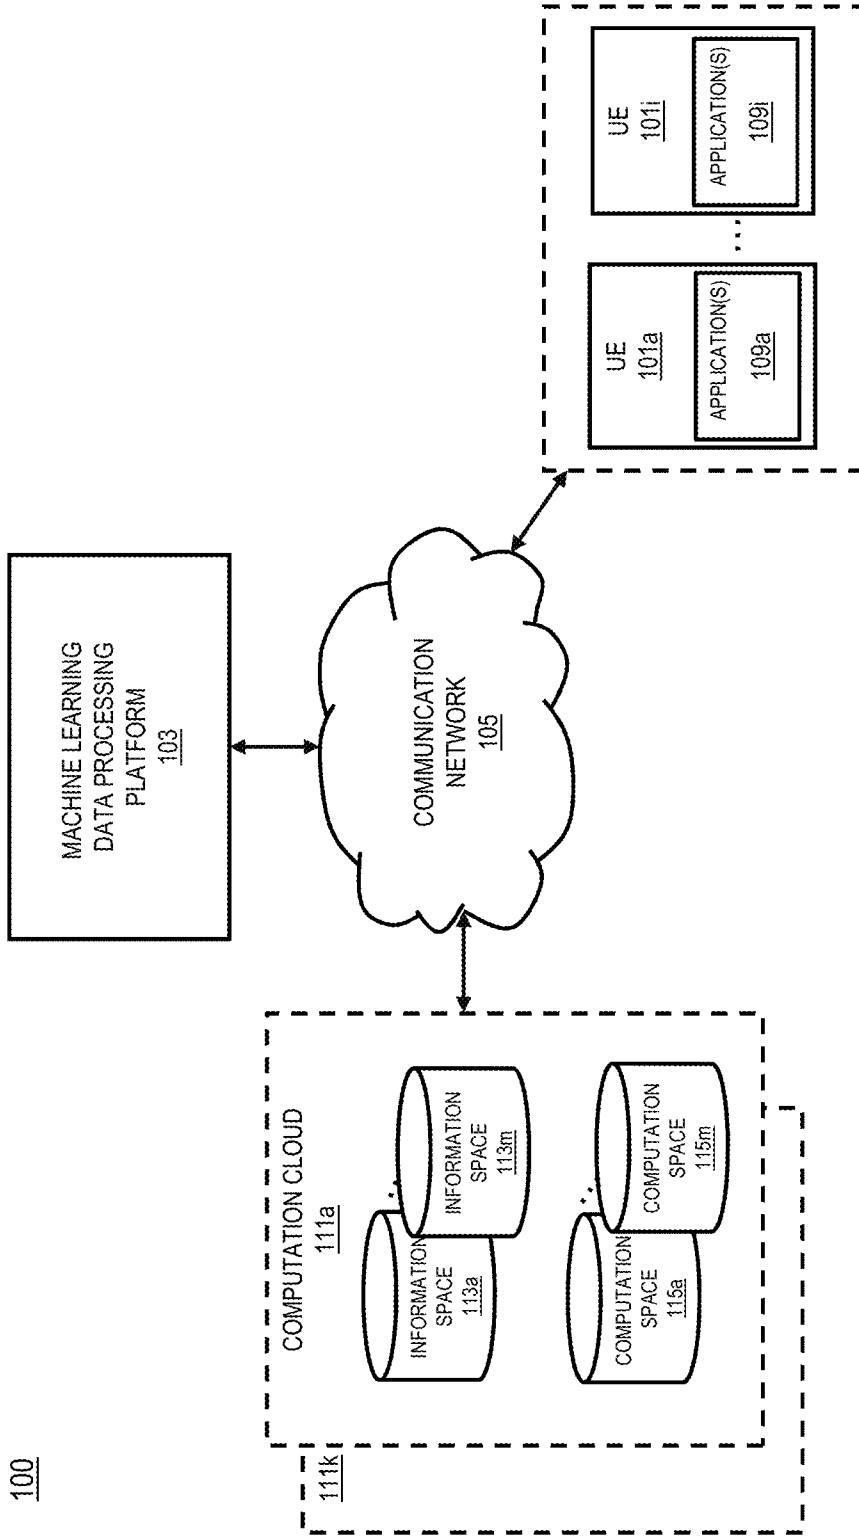 100
MACHINE LEARNING
DATA PROCESSING
PLATFORM
103
COMPUTATION CLOUD
111a
INFORMATION
SPACE
113a
INFORMATION
SPACE
113m
COMPUTATION
SPACE
115a
COMPUTATION
SPACE
115m
111k
COMMUNICATION
NETWORK
105
UE
101a
APPLICATION(S)
109a
...
UE
101i
APPLICATION(S)
109i